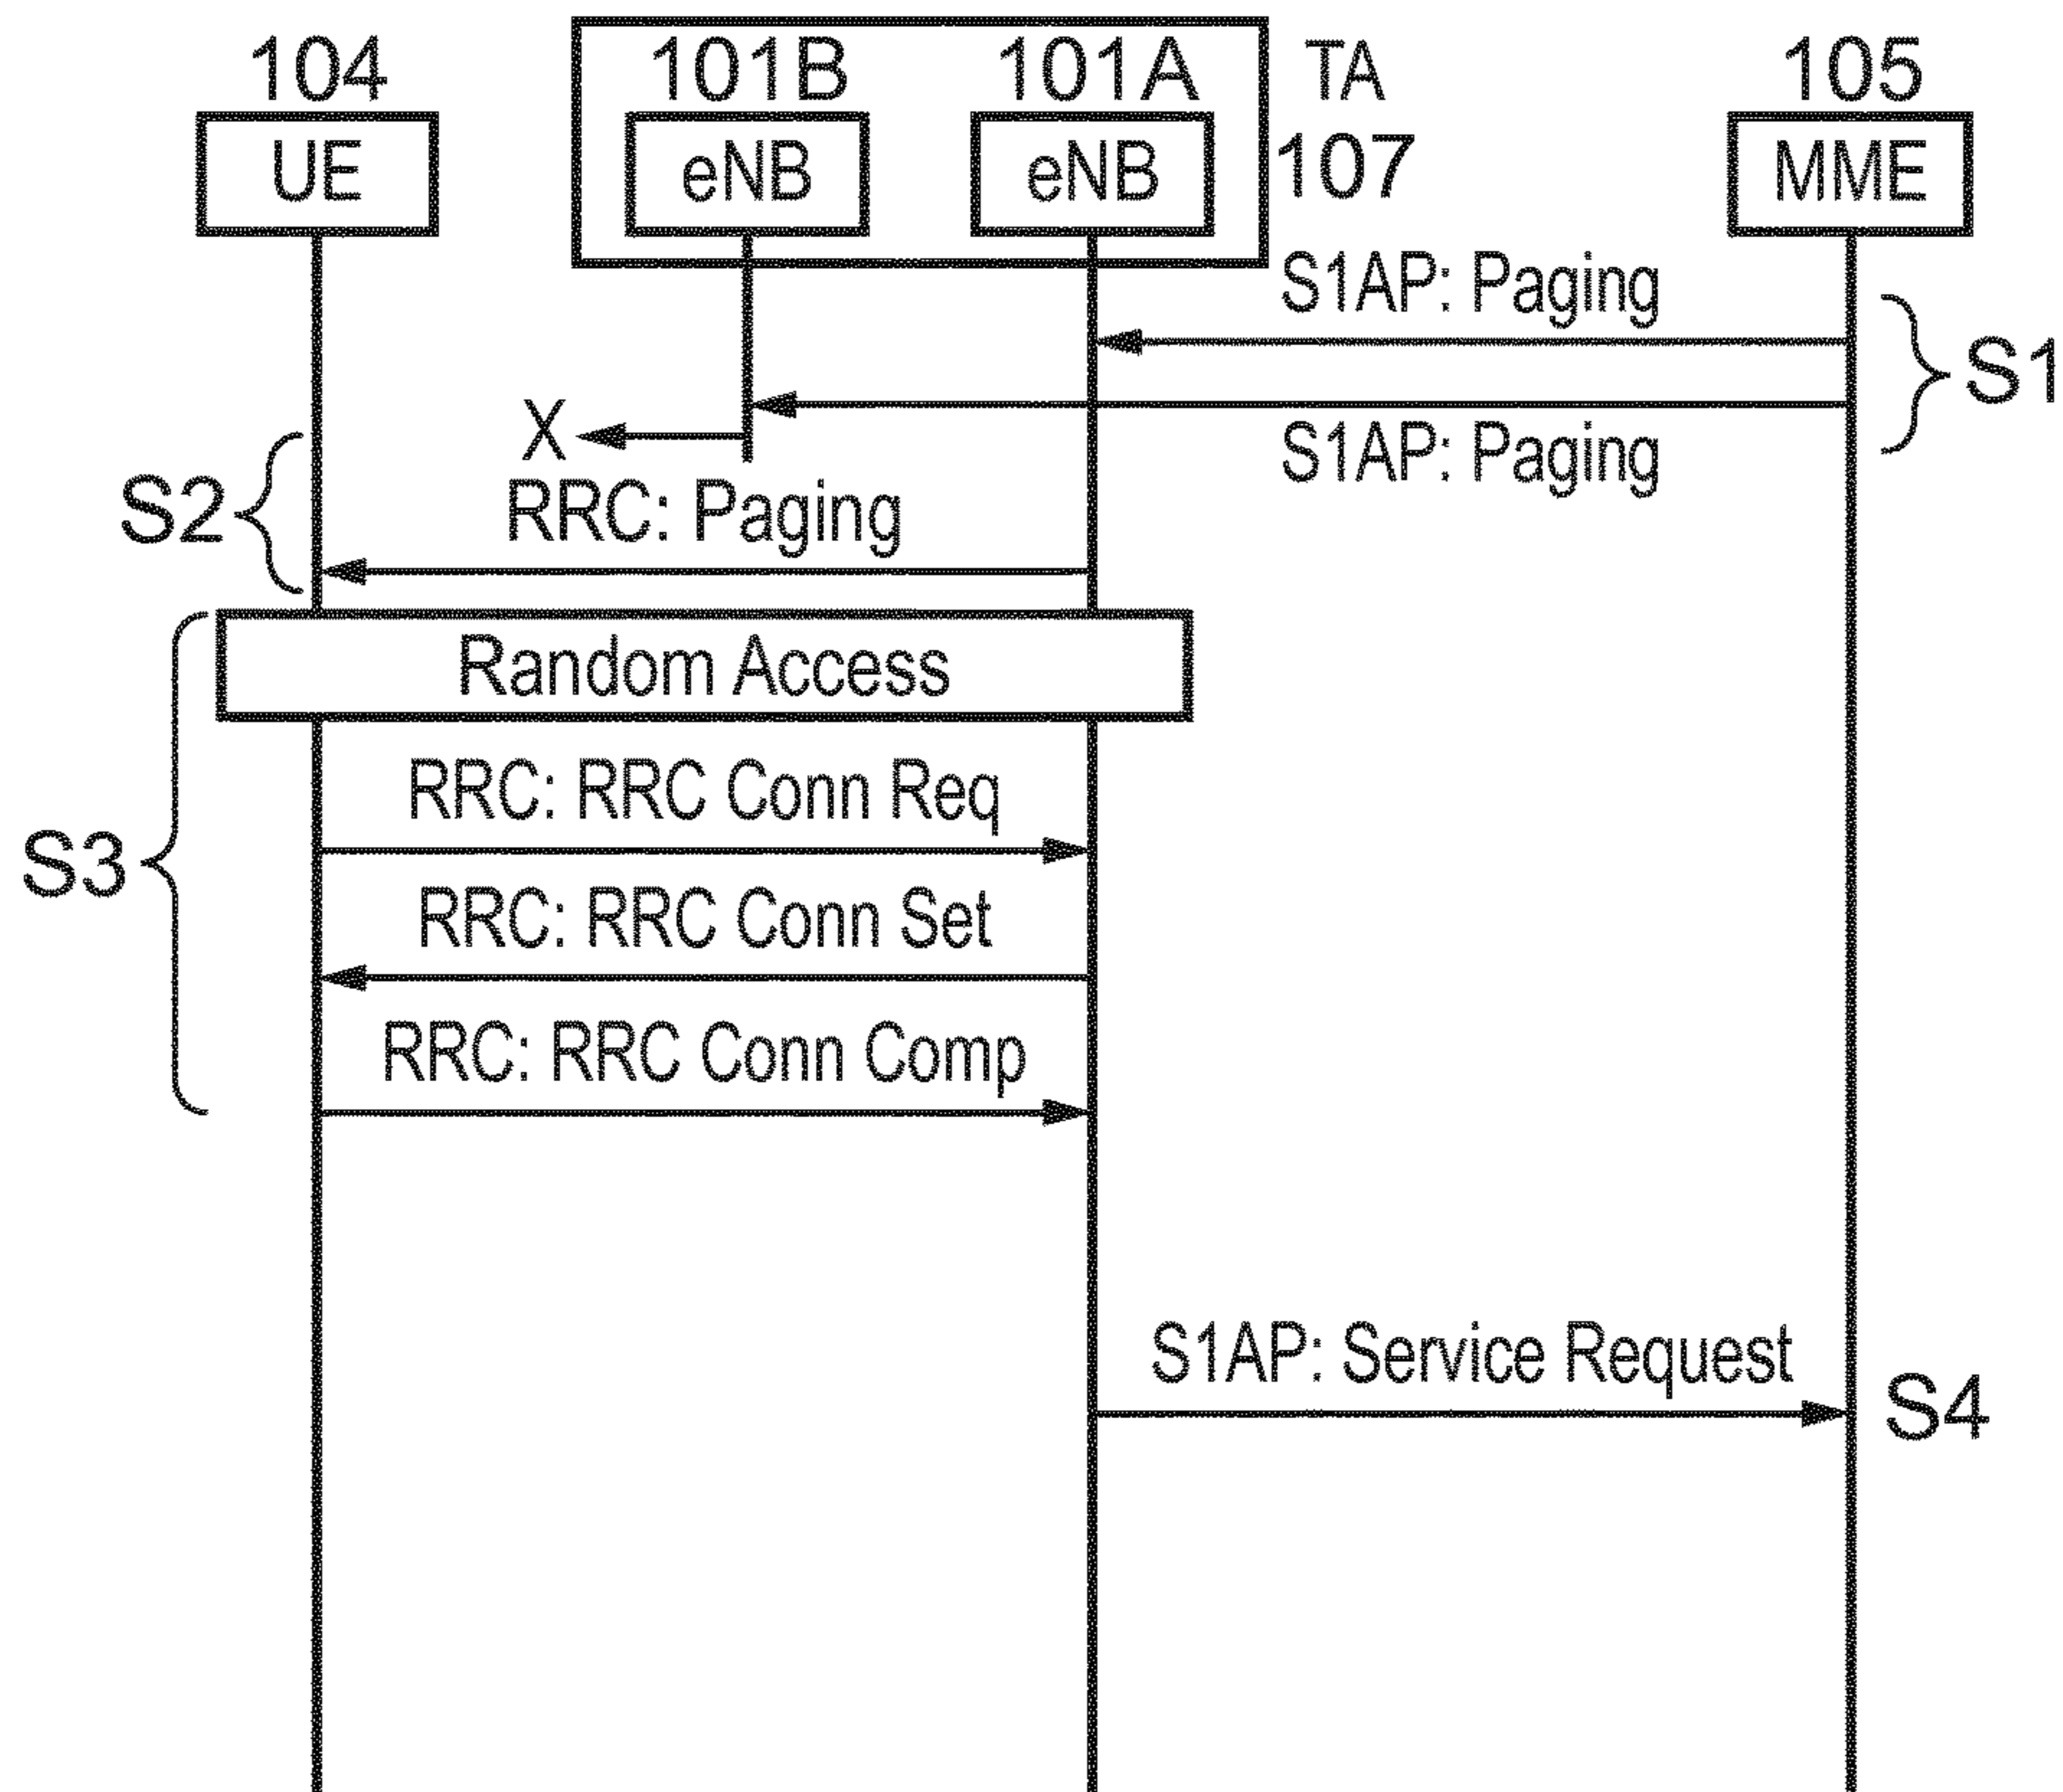 104
101B
101A
TA
105
UE
eNB
eNB
107
MME
S1AP: Paging
S1
X
S1AP: Paging
S2
RRC: Paging
Random Access
RRC: RRC Conn Req
S3
RRC: RRC Conn Set
RRC: RRC Conn Comp
S1AP: Service Request
S4